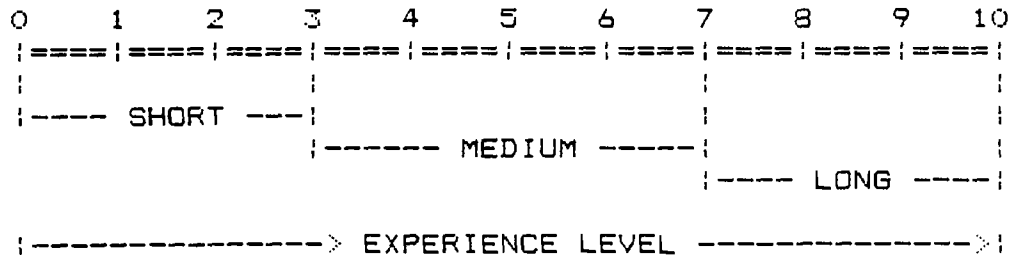 0 1 2 3 4 5 6 7 8 9 10
|====|====|====|====|====|====|====|====|====|====|
|---- SHORT ---|
|------ MEDIUM ------|
|---- LONG ----|
|--------------> EXPERIENCE LEVEL -------------->|